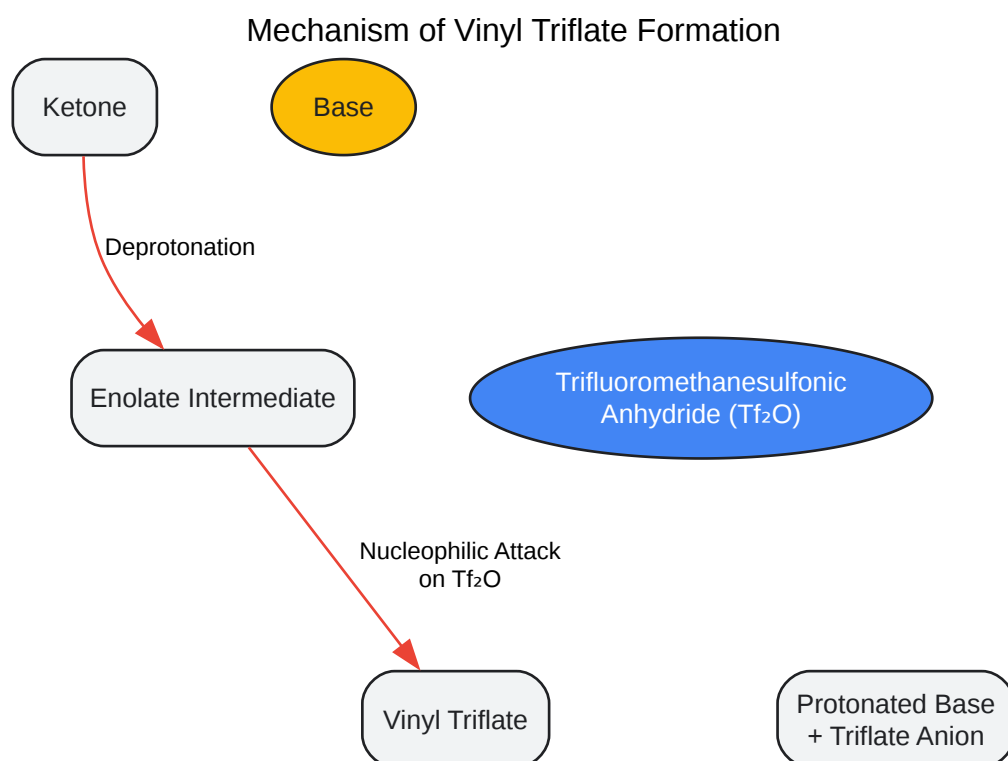 Mechanism of Vinyl Triflate Formation
Ketone
Base
Deprotonation
Enolate Intermediate
Trifluoromethanesulfonic
Anhydride (Tf₂O)
Nucleophilic Attack
on Tf₂O
Vinyl Triflate
Protonated Base
+ Triflate Anion